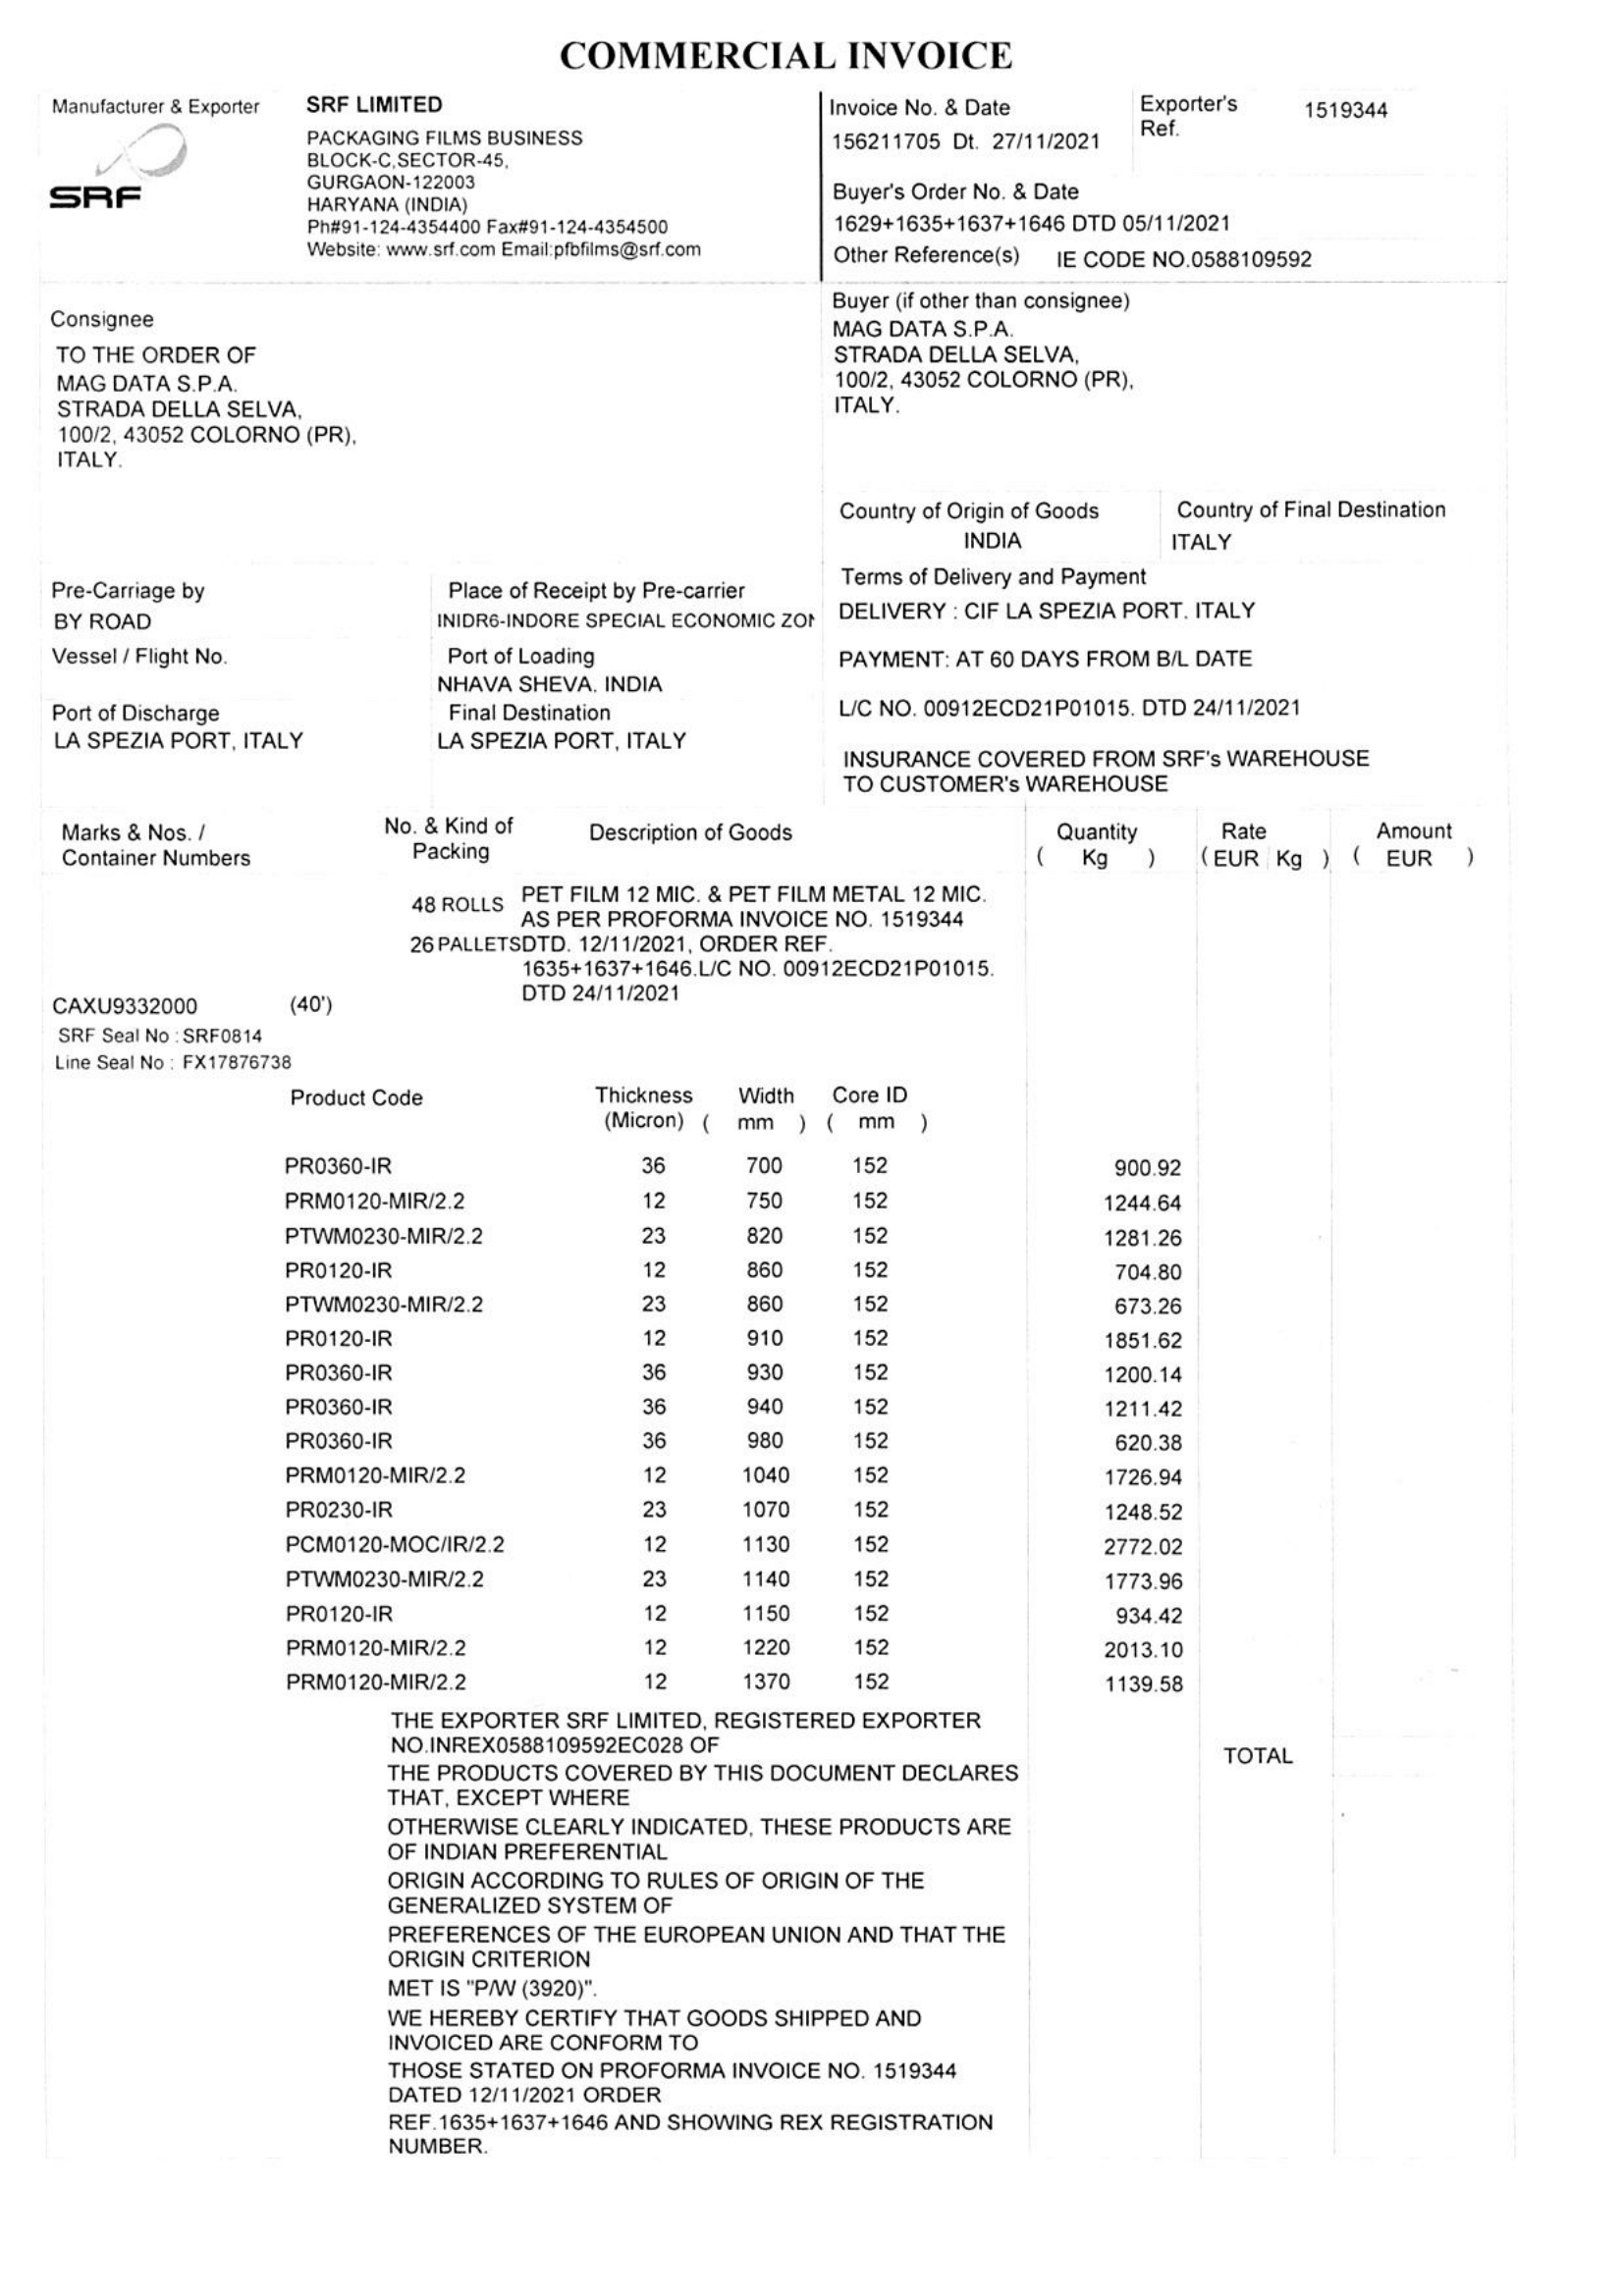 COMMERCIAL INVOICE
Manufacturer & Exporter
SRF
SRF LIMITED
PACKAGING FILMS BUSINESS
BLOCK-C,SECTOR-45,
GURGAON-122003
HARYANA (INDIA)
Ph#91-124-4354400 Fax#91-124-4354500
Website: www.srf.com Email:pfbfilms@srf.com
Invoice No. & Date
156211705 Dt. 27/11/2021
Exporter's
Ref.
1519344
Buyer's Order No. & Date
1629+1635+1637+1646 DTD 05/11/2021
Other Reference(s) IE CODE NO.0588109592
Consignee
TO THE ORDER OF
MAG DATA S.P.A.
STRADA DELLA SELVA,
100/2, 43052 COLORNO (PR),
ITALY.
Buyer (if other than consignee)
MAG DATA S.P.A.
STRADA DELLA SELVA,
100/2, 43052 COLORNO (PR),
ITALY.
Country of Origin of Goods
INDIA
Country of Final Destination
ITALY
Pre-Carriage by
BY ROAD
Place of Receipt by Pre-carrier
INIDR6-INDORE SPECIAL ECONOMIC ZON
Vessel / Flight No.
Port of Loading
NHAVA SHEVA. INDIA
Port of Discharge
LA SPEZIA PORT, ITALY
Final Destination
LA SPEZIA PORT, ITALY
Terms of Delivery and Payment
DELIVERY : CIF LA SPEZIA PORT. ITALY
PAYMENT: AT 60 DAYS FROM B/L DATE
L/C NO. 00912ECD21P01015. DTD 24/11/2021
INSURANCE COVERED FROM SRF's WAREHOUSE
TO CUSTOMER's WAREHOUSE
Marks & Nos. /
Container Numbers
No. & Kind of
Packing
Description of Goods
Quantity
( Kg )
Rate
( EUR Kg )
Amount
( EUR )
48 ROLLS
26 PALLETS
PET FILM 12 MIC. & PET FILM METAL 12 MIC.
AS PER PROFORMA INVOICE NO. 1519344
DTD. 12/11/2021, ORDER REF.
1635+1637+1646.L/C NO. 00912ECD21P01015.
DTD 24/11/2021
CAXU9332000 (40')
SRF Seal No : SRF0814
Line Seal No : FX17876738
Product Code Thickness Width Core ID
(Micron) ( mm ) ( mm )
PR0360-IR 36 700 152 900.92
PRM0120-MIR/2.2 12 750 152 1244.64
PTWM0230-MIR/2.2 23 820 152 1281.26
PR0120-IR 12 860 152 704.80
PTWM0230-MIR/2.2 23 860 152 673.26
PR0120-IR 12 910 152 1851.62
PR0360-IR 36 930 152 1200.14
PR0360-IR 36 940 152 1211.42
PR0360-IR 36 980 152 620.38
PRM0120-MIR/2.2 12 1040 152 1726.94
PR0230-IR 23 1070 152 1248.52
PCM0120-MOC/IR/2.2 12 1130 152 2772.02
PTWM0230-MIR/2.2 23 1140 152 1773.96
PR0120-IR 12 1150 152 934.42
PRM0120-MIR/2.2 12 1220 152 2013.10
PRM0120-MIR/2.2 12 1370 152 1139.58
THE EXPORTER SRF LIMITED, REGISTERED EXPORTER
NO.INREX0588109592EC028 OF
TOTAL
THE PRODUCTS COVERED BY THIS DOCUMENT DECLARES
THAT, EXCEPT WHERE
OTHERWISE CLEARLY INDICATED, THESE PRODUCTS ARE
OF INDIAN PREFERENTIAL
ORIGIN ACCORDING TO RULES OF ORIGIN OF THE
GENERALIZED SYSTEM OF
PREFERENCES OF THE EUROPEAN UNION AND THAT THE
ORIGIN CRITERION
MET IS "P/W (3920)".
WE HEREBY CERTIFY THAT GOODS SHIPPED AND
INVOICED ARE CONFORM TO
THOSE STATED ON PROFORMA INVOICE NO. 1519344
DATED 12/11/2021 ORDER
REF.1635+1637+1646 AND SHOWING REX REGISTRATION
NUMBER.